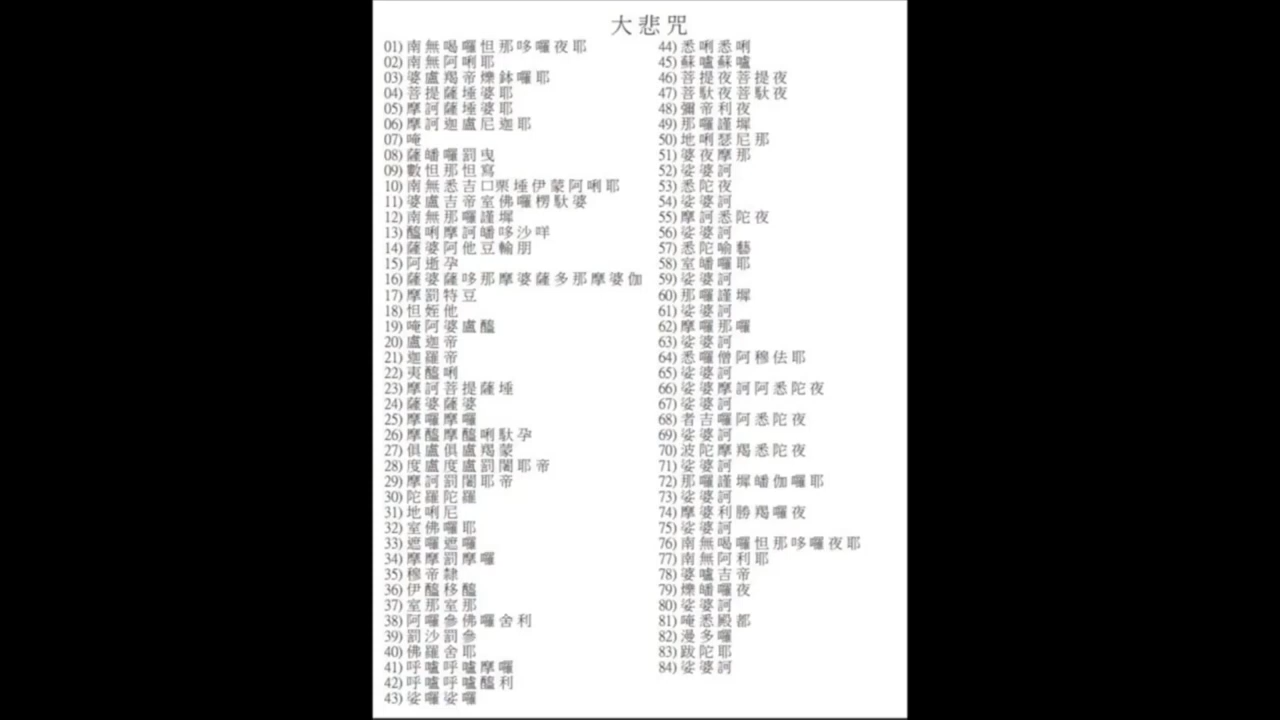 大悲咒
01) 南無喝囉怛那哆囉夜耶
02) 南無阿唎耶
03) 婆盧羯帝爍鉢囉耶
04) 菩提薩埵婆耶
05) 摩訶薩埵婆耶
06) 摩訶迦盧尼迦耶
07) 唵
08) 薩皤囉罰曳
09) 數怛那怛寫
10) 南無悉吉口栗埵伊蒙阿唎耶
11) 婆盧吉帝室佛囉楞馱婆
12) 南無那囉謹墀
13) 醯唎摩訶皤哆沙咩
14) 薩婆阿他豆輸朋
15) 阿逝孕
16) 薩婆薩哆那摩婆薩多那摩婆伽
17) 摩罰特豆
18) 怛姪他
19) 唵阿婆盧醯
20) 盧迦帝
21) 迦羅帝
22) 夷醯唎
23) 摩訶菩提薩埵
24) 薩婆薩婆
25) 摩囉摩囉
26) 摩醯摩醯唎馱孕
27) 俱盧俱盧羯蒙
28) 度盧度盧罰闍耶帝
29) 摩訶罰闍耶帝
30) 陀羅陀羅
31) 地唎尼
32) 室佛囉耶
33) 遮囉遮囉
34) 摩摩罰摩囉
35) 穆帝隸
36) 伊醯移醯
37) 室那室那
38) 阿囉參佛囉舍利
39) 罰沙罰參
40) 佛羅舍耶
41) 呼嚧呼嚧摩囉
42) 呼嚧呼嚧醯利
43) 娑囉娑囉
44) 悉唎悉唎
45) 蘇嚧蘇嚧
46) 菩提夜菩提夜
47) 菩馱夜菩馱夜
48) 彌帝利夜
49) 那囉謹墀
50) 地唎瑟尼那
51) 婆夜摩那
52) 娑婆訶
53) 悉陀夜
54) 娑婆訶
55) 摩訶悉陀夜
56) 娑婆訶
57) 悉陀喻藝
58) 室皤囉耶
59) 娑婆訶
60) 那囉謹墀
61) 娑婆訶
62) 摩囉那囉
63) 娑婆訶
64) 悉囉僧阿穆佉耶
65) 娑婆訶
66) 娑婆摩訶阿悉陀夜
67) 娑婆訶
68) 者吉囉阿悉陀夜
69) 娑婆訶
70) 波陀摩羯悉陀夜
71) 娑婆訶
72) 那囉謹墀皤伽囉耶
73) 娑婆訶
74) 摩婆利勝羯囉夜
75) 娑婆訶
76) 南無喝囉怛那哆囉夜耶
77) 南無阿利耶
78) 婆嚧吉帝
79) 爍皤囉夜
80) 娑婆訶
81) 唵悉殿都
82) 漫多囉
83) 跋陀耶
84) 娑婆訶